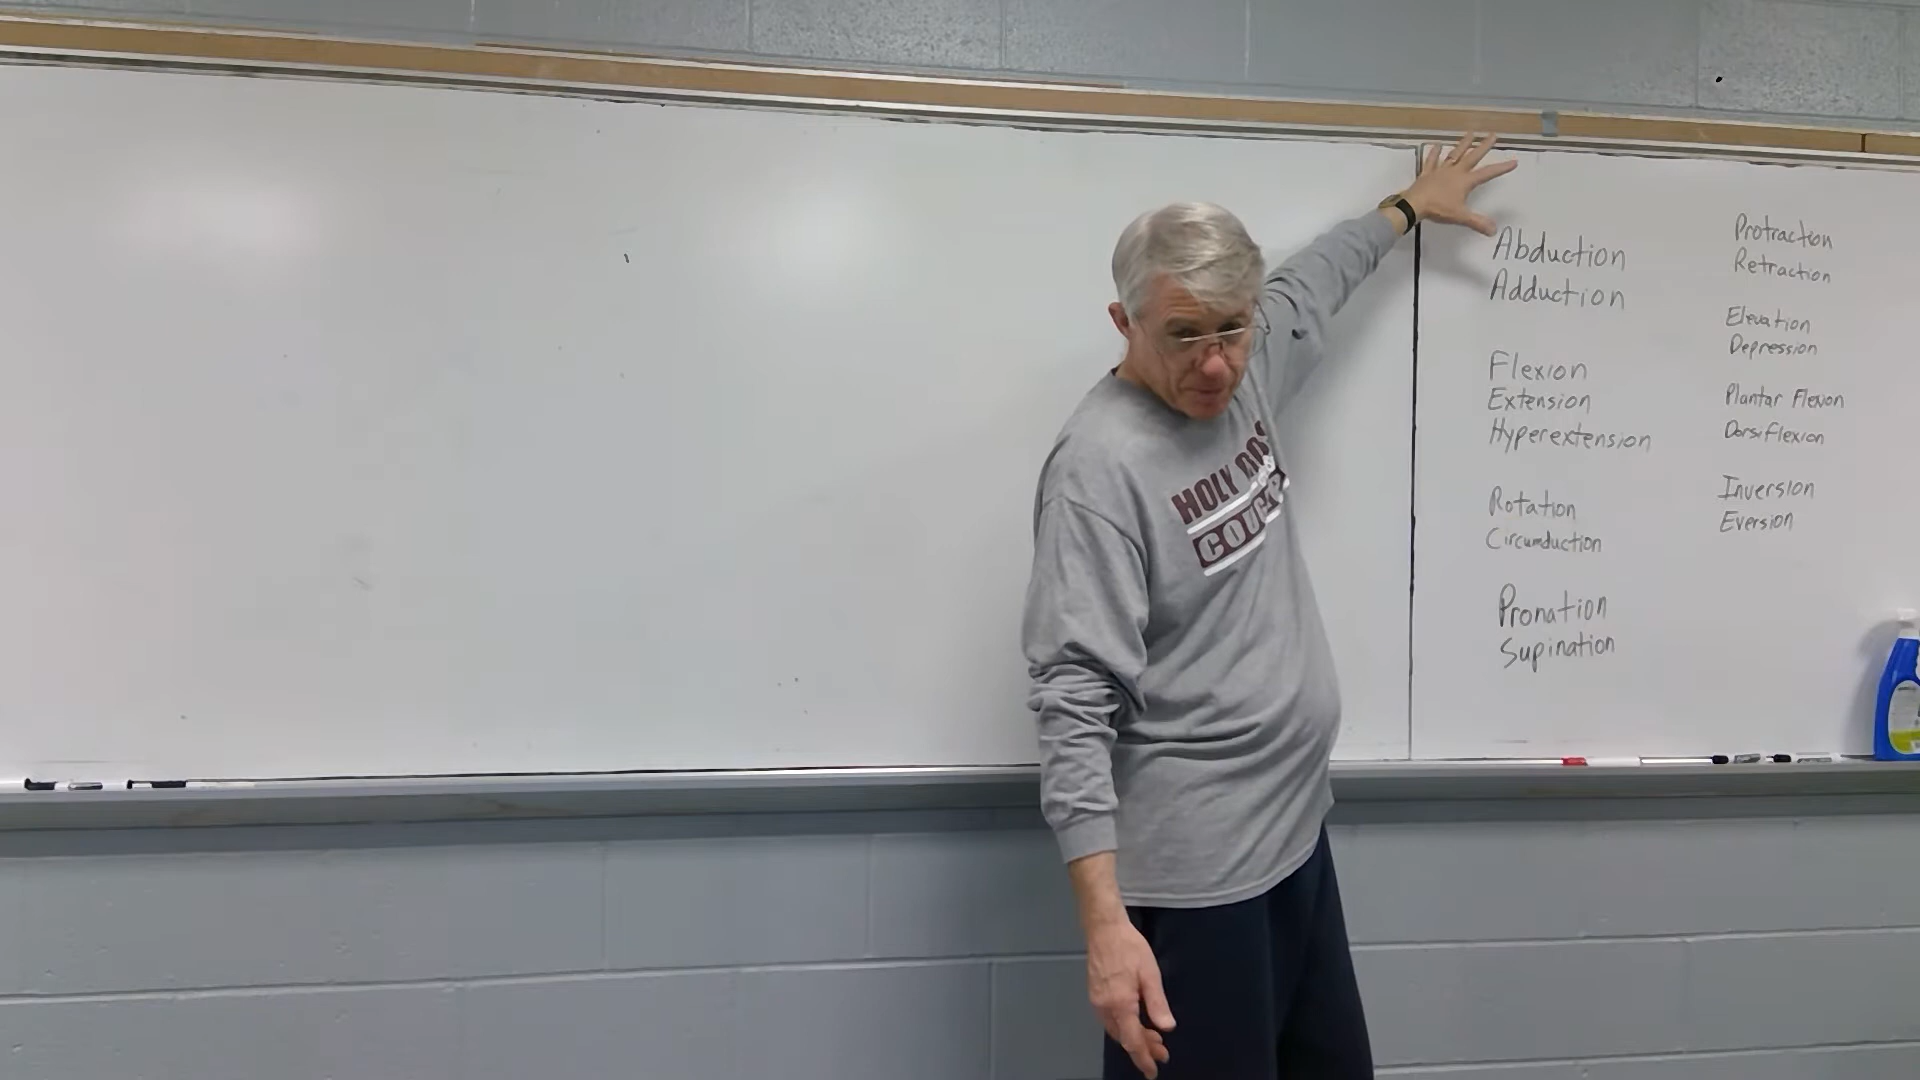 Abduction
Adduction
Flexion
Extension
Hyperextension
Rotation
Circumduction
Pronation
Supination
Protraction
Retraction
Elevation
Depression
Plantar Flexion
Dorsiflexion
Inversion
Eversion
HOLY